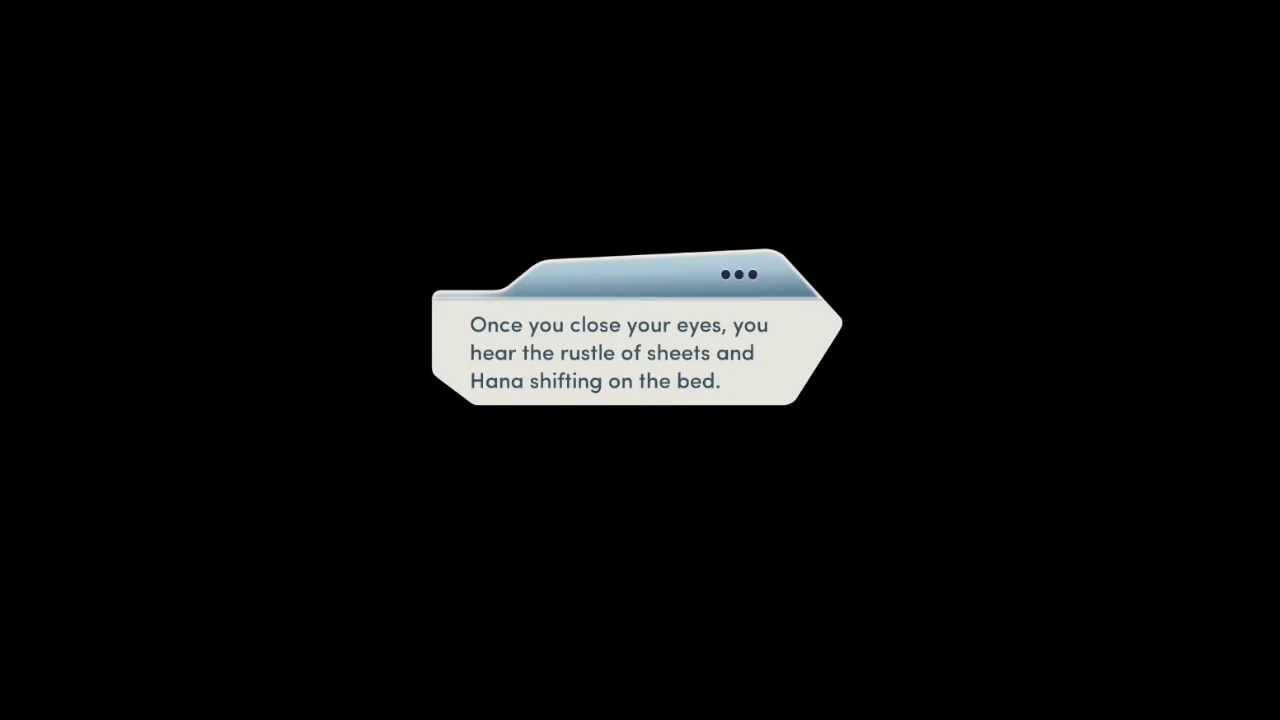 Once you close your eyes, you
hear the rustle of sheets and
Hana shifting on the bed.